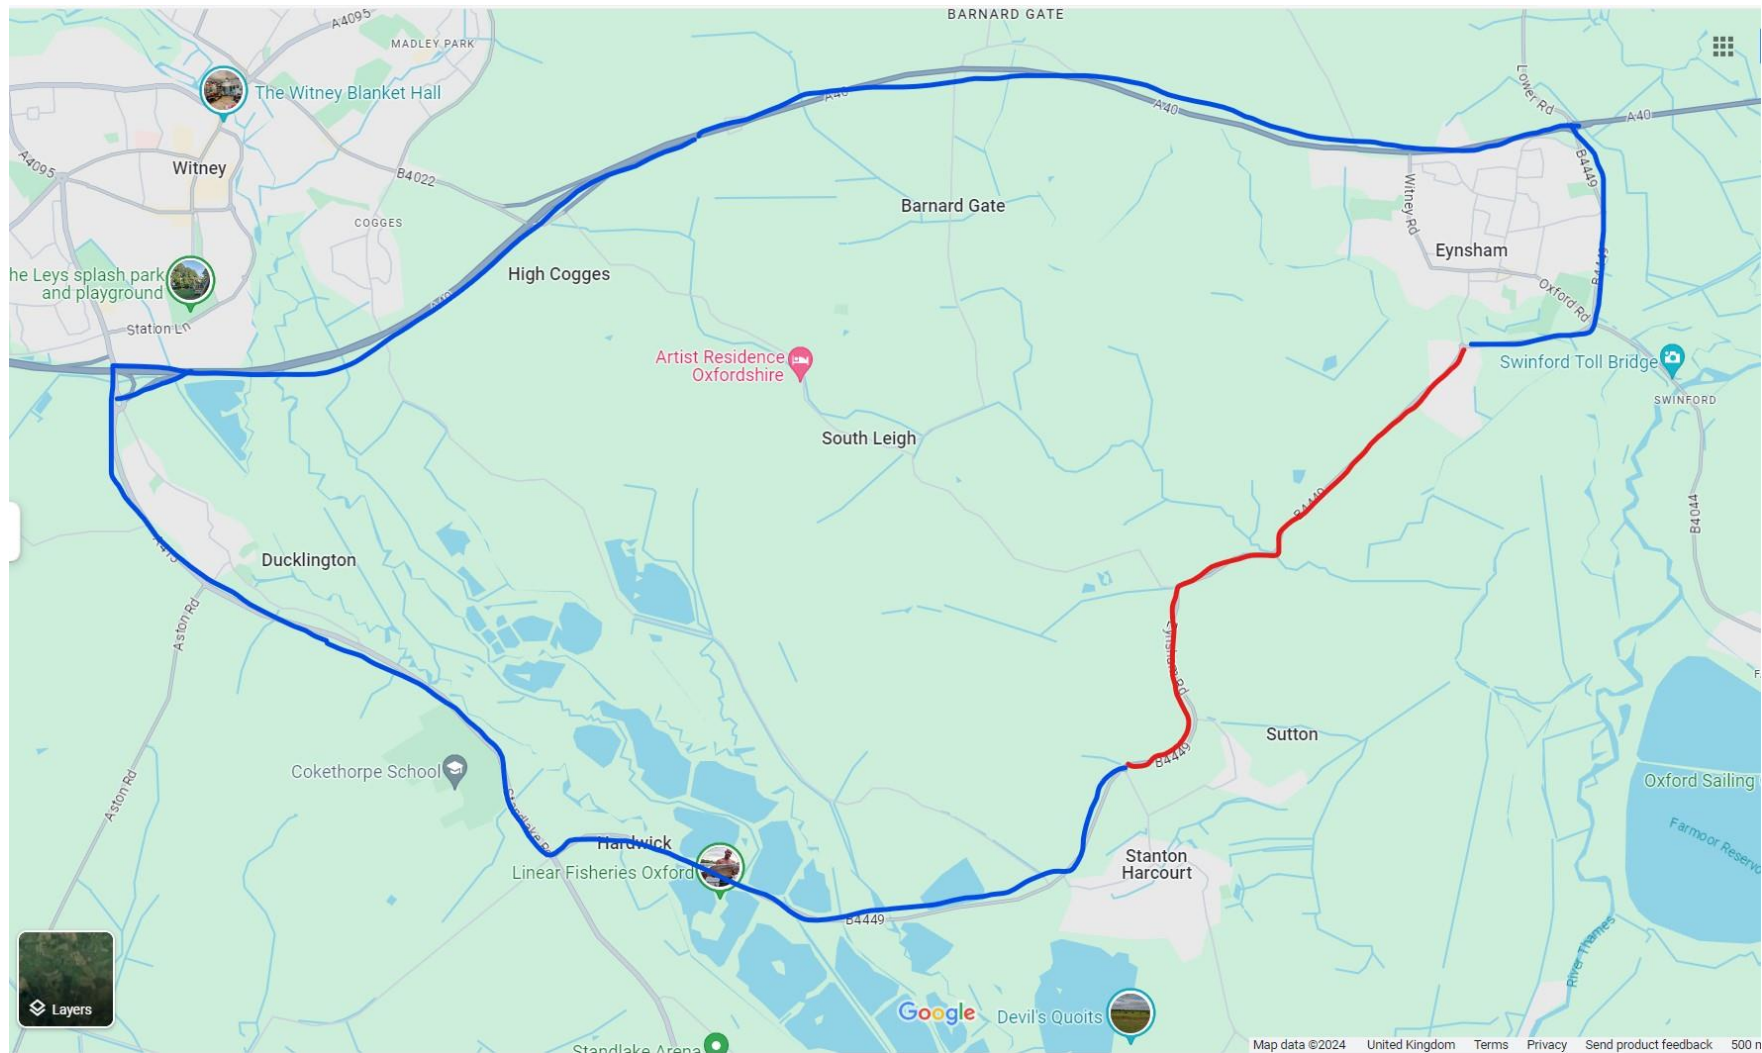 BARNARD GATE
A4095
MADLEY PARK
The Witney Blanket Hall
Lower Rd
A40
A40
A40
A4095
Witney
B4022
B4449
Witney Rd
COGGES
Barnard Gate
Eynsham
B4449
High Cogges
he Leys splash park
and playground
Oxford Rd
A40
Station Ln
Artist Residence
Oxfordshire
Swinford Toll Bridge
SWINFORD
South Leigh
B4449
B4044
A415
Ducklington
Aston Rd
Eynsham Rd
Sutton
B4449
Cokethorpe School
Oxford Sailing
Aston Rd
Standlake Rd
Hardwick
Farmoor Reservo
Stanton
Harcourt
Linear Fisheries Oxford
B4449
River Thames
Layers
Google
Devil's Quoits
Standlake Arena
Map data ©2024 United Kingdom Terms Privacy Send product feedback 500 m